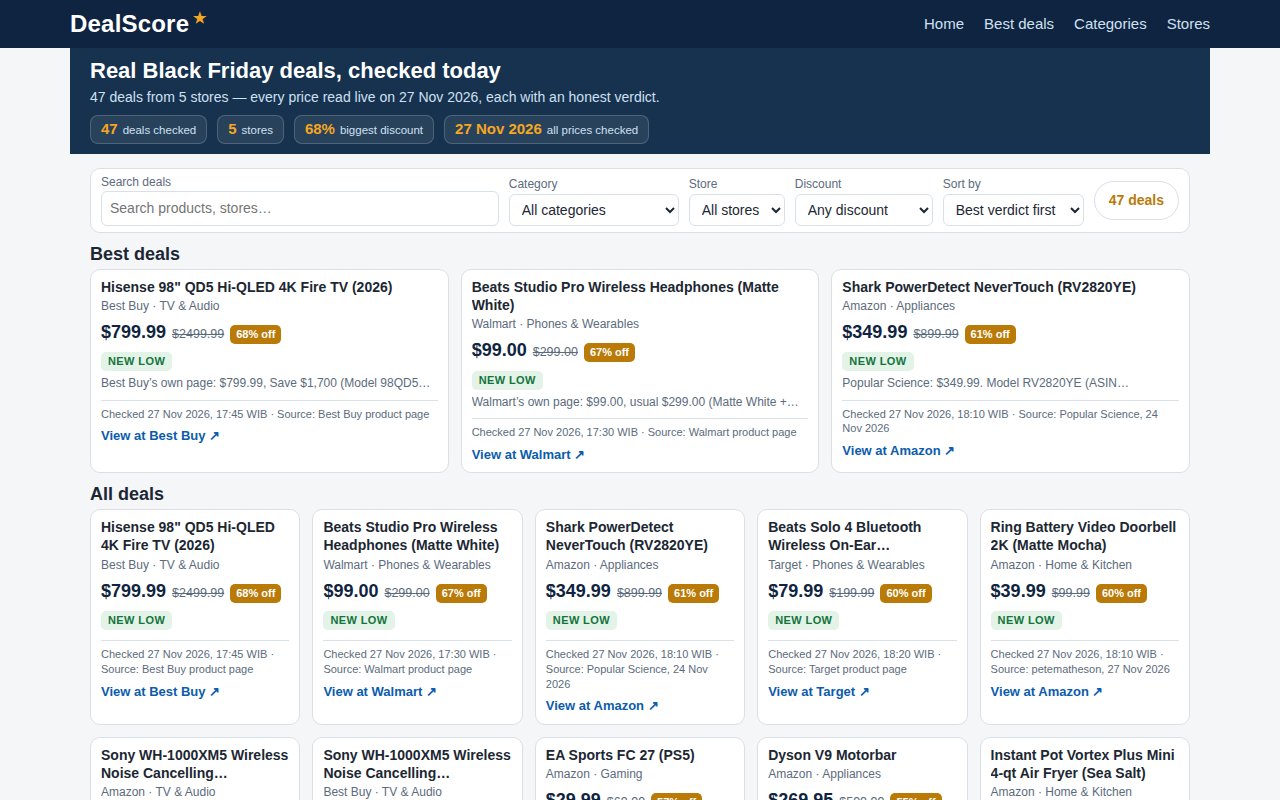 DealScore ★
Home Best deals Categories Stores
Real Black Friday deals, checked today
47 deals from 5 stores — every price read live on 27 Nov 2026, each with an honest verdict.
47 deals checked 5 stores 68% biggest discount 27 Nov 2026 all prices checked
Search deals Category Store Discount Sort by
Search products, stores… All categories All stores Any discount Best verdict first 47 deals
Best deals
Hisense 98" QD5 Hi-QLED 4K Fire TV (2026)
Best Buy · TV & Audio
$799.99 $2499.99 68% off
NEW LOW
Best Buy's own page: $799.99, Save $1,700 (Model 98QD5…
Checked 27 Nov 2026, 17:45 WIB · Source: Best Buy product page
View at Best Buy ↗
Beats Studio Pro Wireless Headphones (Matte
White)
Walmart · Phones & Wearables
$99.00 $299.00 67% off
NEW LOW
Walmart's own page: $99.00, usual $299.00 (Matte White +…
Checked 27 Nov 2026, 17:30 WIB · Source: Walmart product page
View at Walmart ↗
Shark PowerDetect NeverTouch (RV2820YE)
Amazon · Appliances
$349.99 $899.99 61% off
NEW LOW
Popular Science: $349.99. Model RV2820YE (ASIN…
Checked 27 Nov 2026, 18:10 WIB · Source: Popular Science, 24
Nov 2026
View at Amazon ↗
All deals
Hisense 98" QD5 Hi-QLED
4K Fire TV (2026)
Best Buy · TV & Audio
$799.99 $2499.99 68% off
NEW LOW
Checked 27 Nov 2026, 17:45 WIB ·
Source: Best Buy product page
View at Best Buy ↗
Beats Studio Pro Wireless
Headphones (Matte White)
Walmart · Phones & Wearables
$99.00 $299.00 67% off
NEW LOW
Checked 27 Nov 2026, 17:30 WIB ·
Source: Walmart product page
View at Walmart ↗
Shark PowerDetect
NeverTouch (RV2820YE)
Amazon · Appliances
$349.99 $899.99 61% off
NEW LOW
Checked 27 Nov 2026, 18:10 WIB ·
Source: Popular Science, 24 Nov
2026
View at Amazon ↗
Beats Solo 4 Bluetooth
Wireless On-Ear…
Target · Phones & Wearables
$79.99 $199.99 60% off
NEW LOW
Checked 27 Nov 2026, 18:20 WIB ·
Source: Target product page
View at Target ↗
Ring Battery Video Doorbell
2K (Matte Mocha)
Amazon · Home & Kitchen
$39.99 $99.99 60% off
NEW LOW
Checked 27 Nov 2026, 18:10 WIB ·
Source: petematheson, 27 Nov 2026
View at Amazon ↗
Sony WH-1000XM5 Wireless
Noise Cancelling…
Amazon · TV & Audio
Sony WH-1000XM5 Wireless
Noise Cancelling…
Best Buy · TV & Audio
EA Sports FC 27 (PS5)
Amazon · Gaming
$29.99 $69.99 57% off
Dyson V9 Motorbar
Amazon · Appliances
$269.95 55% off
Instant Pot Vortex Plus Mini
4-qt Air Fryer (Sea Salt)
Amazon · Home & Kitchen